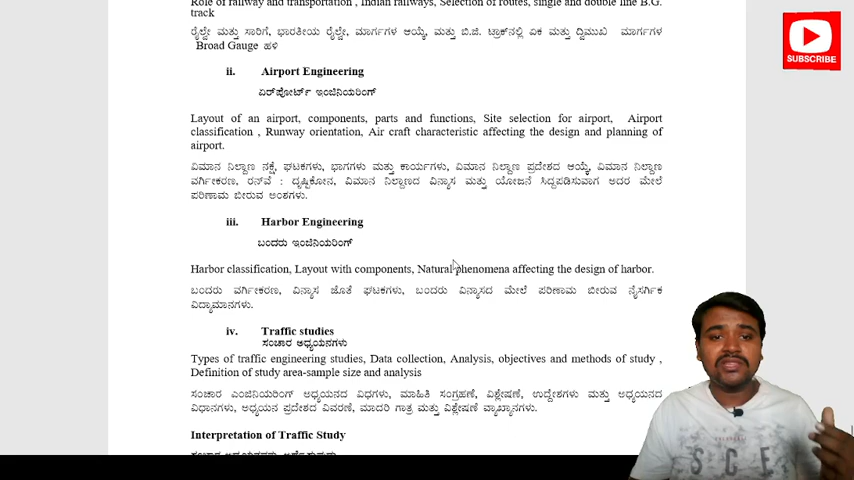 Role of railway and transportation , Indian railways, Selection of routes, single and double line B.G.
track
ರೈಲ್ವೇ ಮತ್ತು ಸಾರಿಗೆ, ಭಾರತೀಯ ರೈಲ್ವೇ, ಮಾರ್ಗಗಳ ಆಯ್ಕೆ, ಮತ್ತು ಬಿ.ಜಿ. ಟ್ರಾಕ್‌ನಲ್ಲಿ ಏಕ ಮತ್ತು ದ್ವಿಮುಖಿ ಮಾರ್ಗಗಳ
Broad Gauge ಹಳಿ
ii. Airport Engineering
ಏರ್‌ಪೋರ್ಟ್ ಇಂಜಿನಿಯರಿಂಗ್
Layout of an airport, components, parts and functions, Site selection for airport, Airport
classification , Runway orientation, Air craft characteristic affecting the design and planning of
airport.
ವಿಮಾನ ನಿಲ್ದಾಣ ನಕ್ಷೆ, ಘಟಕಗಳು, ಭಾಗಗಳು ಮತ್ತು ಕಾರ್ಯಗಳು, ವಿಮಾನ ನಿಲ್ದಾಣ ಪ್ರದೇಶದ ಆಯ್ಕೆ, ವಿಮಾನ ನಿಲ್ದಾಣ
ವರ್ಗೀಕರಣ, ರನ್‌ವೆ : ದೃಷ್ಟಿಕೋನ, ವಿಮಾನ ನಿಲ್ದಾಣದ ವಿನ್ಯಾಸ ಮತ್ತು ಯೋಜನೆ ಸಿದ್ದಪಡಿಸುವಾಗ ಅದರ ಮೇಲೆ
ಪರಿಣಾಮ ಬೀರುವ ಅಂಶಗಳು.
iii. Harbor Engineering
ಬಂದರು ಇಂಜಿನಿಯರಿಂಗ್
Harbor classification, Layout with components, Natural phenomena affecting the design of harbor.
ಬಂದರು ವರ್ಗೀಕರಣ, ವಿನ್ಯಾಸ ಜೊತೆ ಘಟಕಗಳು, ಬಂದರು ವಿನ್ಯಾಸದ ಮೇಲೆ ಪರಿಣಾಮ ಬೀರುವ ನೈಸರ್ಗಿಕ
ವಿದ್ಯಾಮಾನಗಳು.
iv. Traffic studies
ಸಂಚಾರ ಅಧ್ಯಯನಗಳು
Types of traffic engineering studies, Data collection, Analysis, objectives and methods of study ,
Definition of study area-sample size and analysis
ಸಂಚಾರ ಎಂಜಿನಿಯರಿಂಗ್ ಅಧ್ಯಯನದ ವಿಧಗಳು, ಮಾಹಿತಿ ಸಂಗ್ರಹಣೆ, ವಿಶ್ಲೇಷಣೆ, ಉದ್ದೇಶಗಳು ಮತ್ತು ಅಧ್ಯಯನದ
ವಿಧಾನಗಳು, ಅಧ್ಯಯನ ಪ್ರದೇಶದ ವಿವರಣೆ, ಮಾದರಿ ಗಾತ್ರ ಮತ್ತು ವಿಶ್ಲೇಷಣೆ ವ್ಯಾಖ್ಯಾನಗಳು.
Interpretation of Traffic Study
SUBSCRIBE